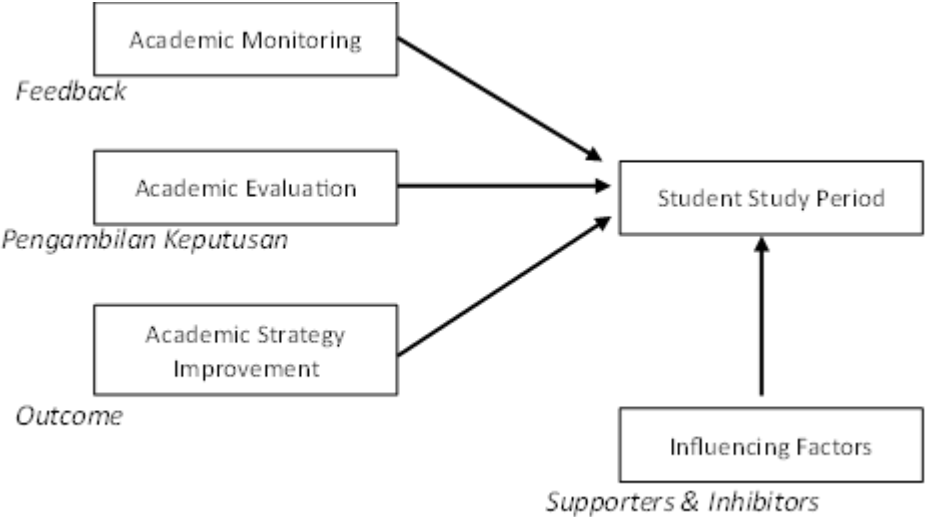 Academic Monitoring
Feedback
Academic Evaluation
Pengambilan Keputusan
Academic Strategy
Improvement
Outcome
Student Study Period
Influencing Factors
Supporters & Inhibitors